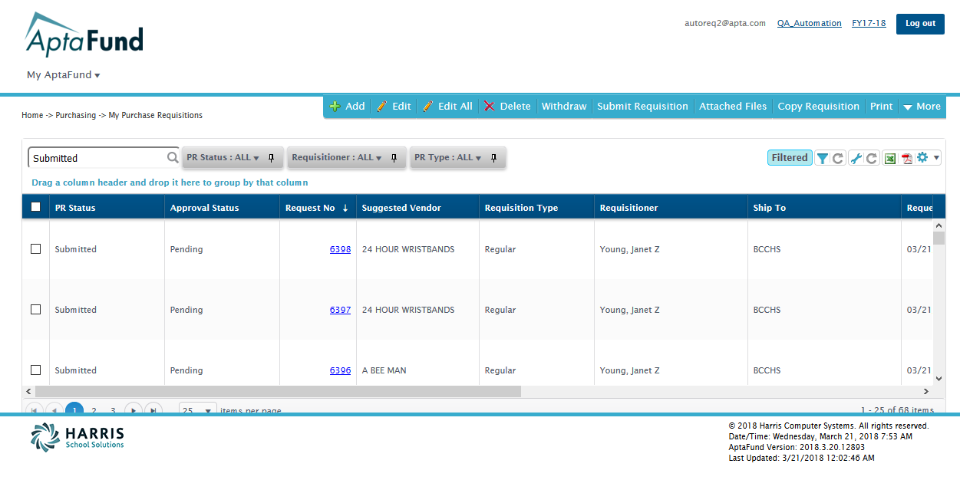 AptaFund
autoreq2@apta.com QA_Automation FY17-18 Log out
My AptaFund
Home -> Purchasing -> My Purchase Requisitions
Add Edit Edit All Delete Withdraw Submit Requisition Attached Files Copy Requisition Print More
Submitted PR Status : ALL Requisitioner : ALL PR Type : ALL Filtered
Drag a column header and drop it here to group by that column
PR Status Approval Status Request No ↓ Suggested Vendor Requisition Type Requisitioner Ship To Reque
Submitted Pending 6398 24 HOUR WRISTBANDS Regular Young, Janet Z BCCHS 03/21
Submitted Pending 6397 24 HOUR WRISTBANDS Regular Young, Janet Z BCCHS 03/21
Submitted Pending 6396 A BEE MAN Regular Young, Janet Z BCCHS 03/21
1 2 3 25 items per page 1 - 25 of 68 items
HARRIS
School Solutions
© 2018 Harris Computer Systems. All rights reserved.
Date/Time: Wednesday, March 21, 2018 7:53 AM
AptaFund Version: 2018.3.20.12893
Last Updated: 3/21/2018 12:02:46 AM